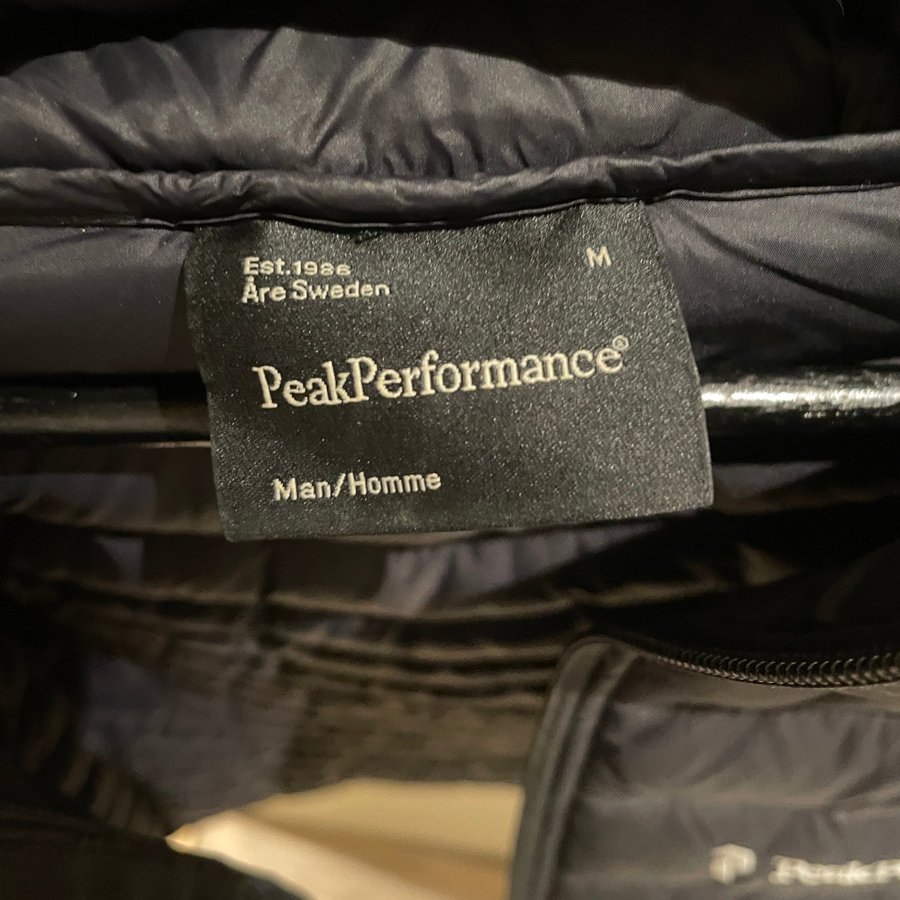 Est.1986
Åre Sweden
M
PeakPerformance®
Man/Homme